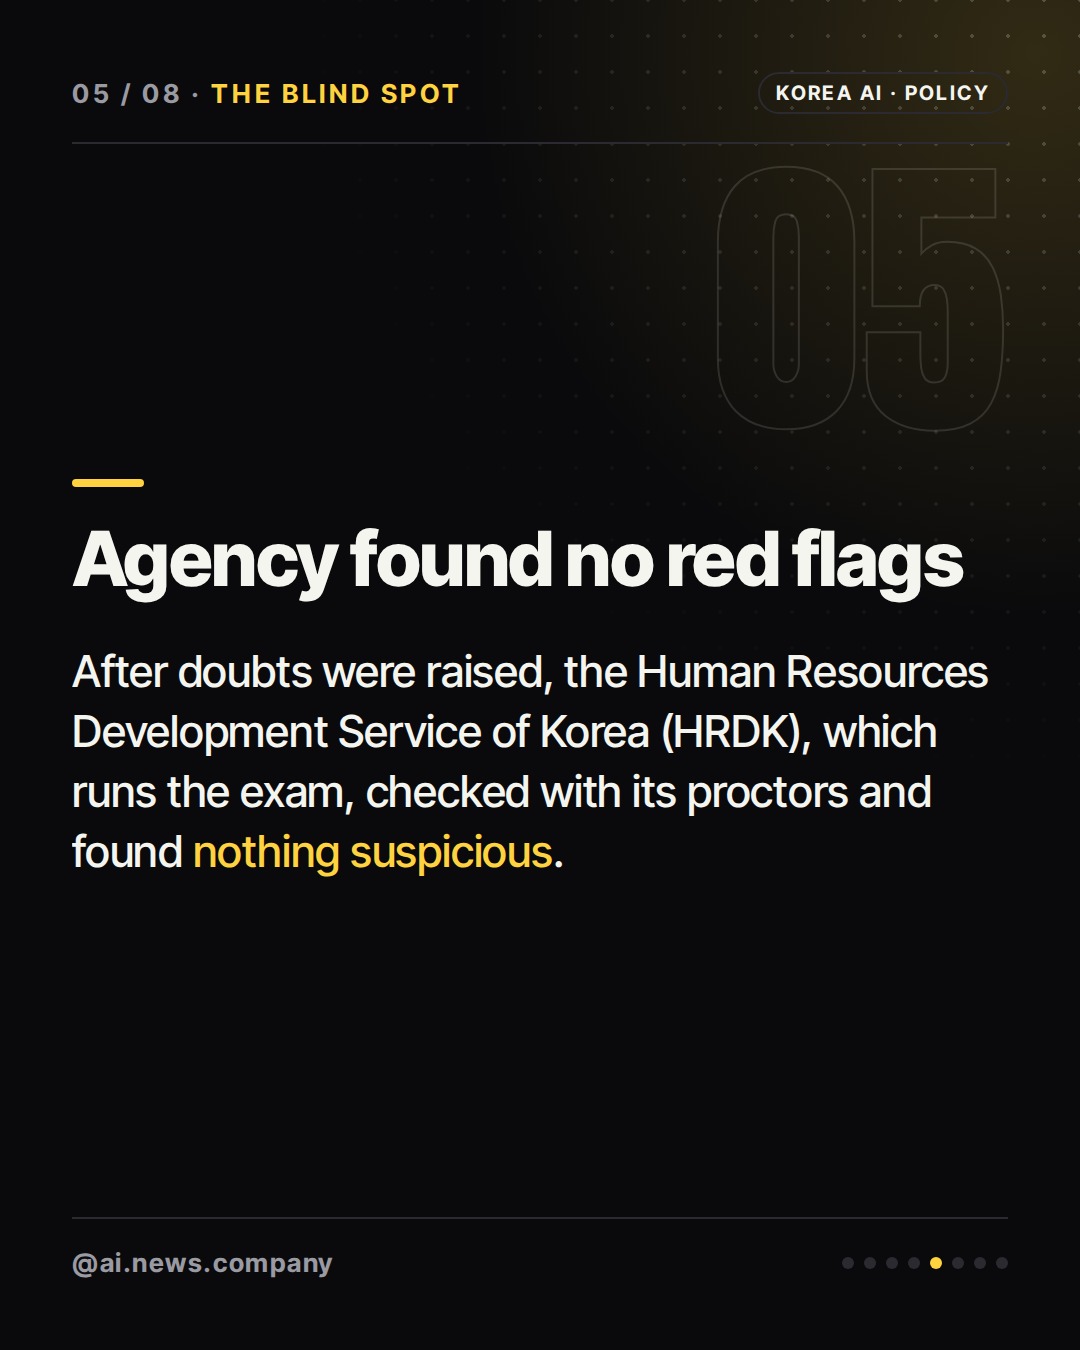 05 / 08 · THE BLIND SPOT
KOREA AI · POLICY
05
Agency found no red flags
After doubts were raised, the Human Resources
Development Service of Korea (HRDK), which
runs the exam, checked with its proctors and
found nothing suspicious.
@ai.news.company